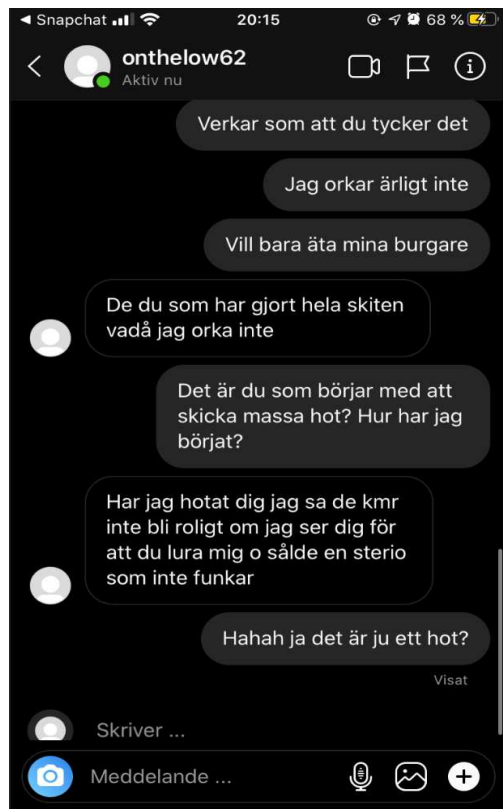 ◀ Snapchat 20:15 68 %
onthelow62
Aktiv nu
Verkar som att du tycker det
Jag orkar ärligt inte
Vill bara äta mina burgare
De du som har gjort hela skiten
vadå jag orka inte
Det är du som börjar med att
skicka massa hot? Hur har jag
börjat?
Har jag hotat dig jag sa de kmr
inte bli roligt om jag ser dig för
att du lura mig o sålde en sterio
som inte funkar
Hahah ja det är ju ett hot?
Visat
Skriver ...
Meddelande ...